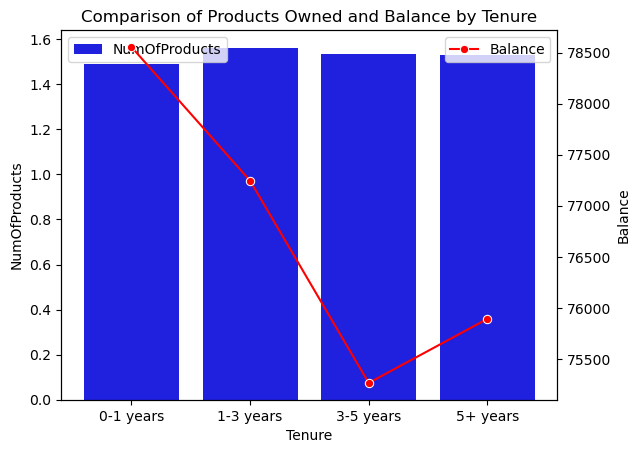 Comparison of Products Owned and Balance by Tenure
NumOfProducts
Balance
1.6
1.4
1.2
1.0
0.8
0.6
0.4
0.2
0.0
NumOfProducts
78500
78000
77500
77000
76500
76000
75500
Balance
0-1 years
1-3 years
3-5 years
5+ years
Tenure